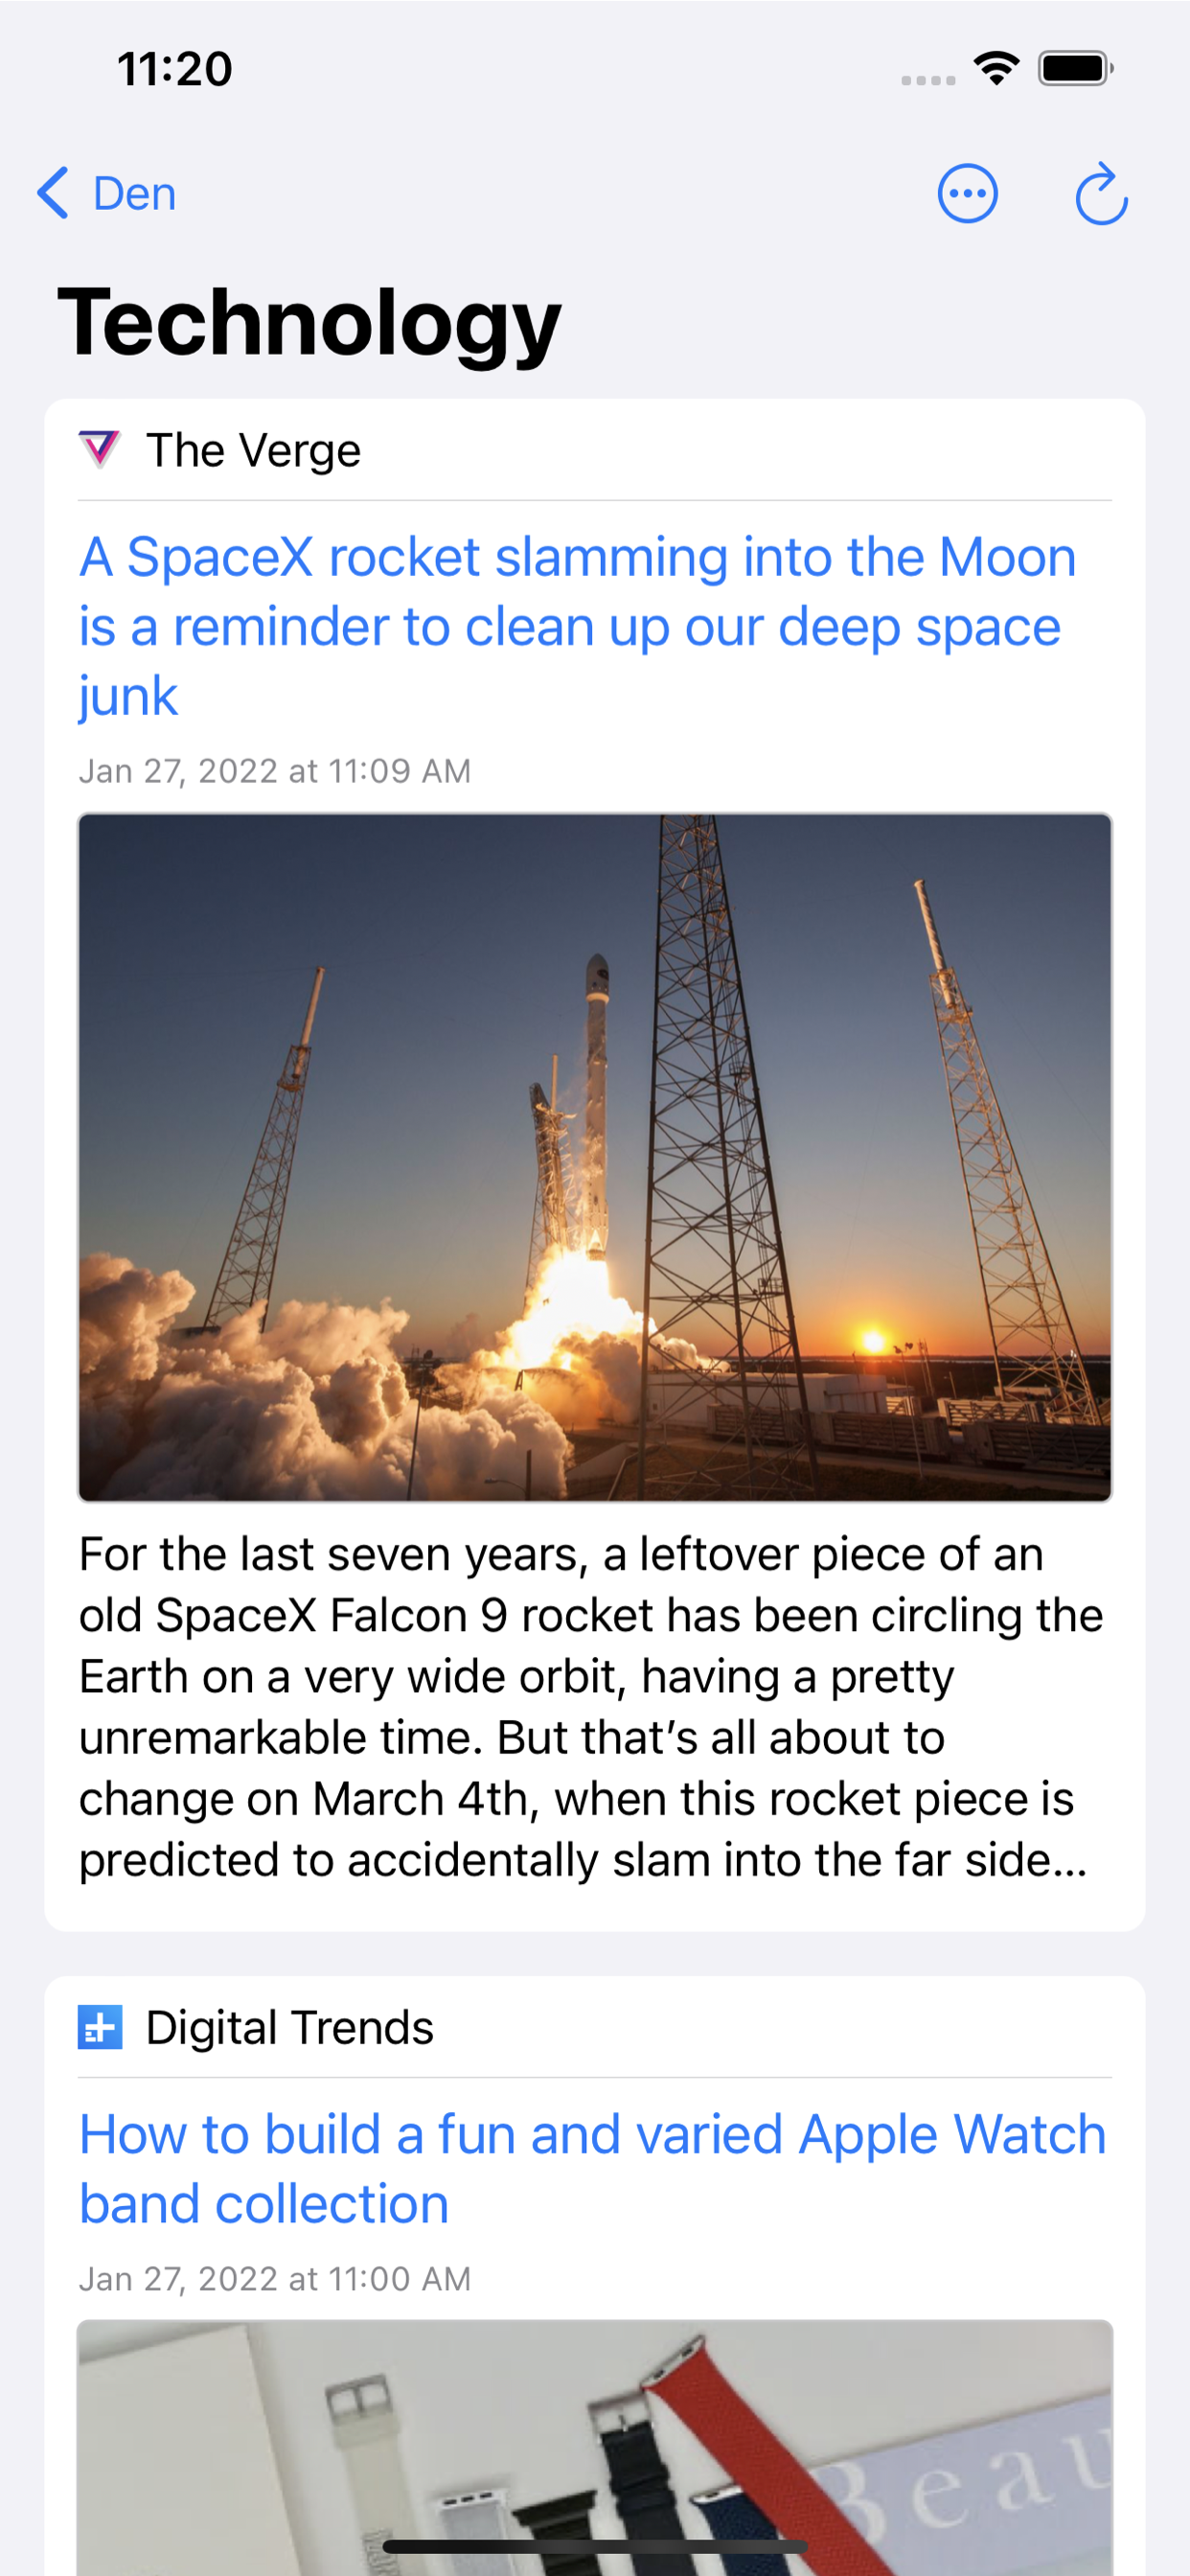 11:20
Den
Technology
The Verge
A SpaceX rocket slamming into the Moon
is a reminder to clean up our deep space
junk
Jan 27, 2022 at 11:09 AM
For the last seven years, a leftover piece of an
old SpaceX Falcon 9 rocket has been circling the
Earth on a very wide orbit, having a pretty
unremarkable time. But that’s all about to
change on March 4th, when this rocket piece is
predicted to accidentally slam into the far side...
Digital Trends
How to build a fun and varied Apple Watch
band collection
Jan 27, 2022 at 11:00 AM
Beau